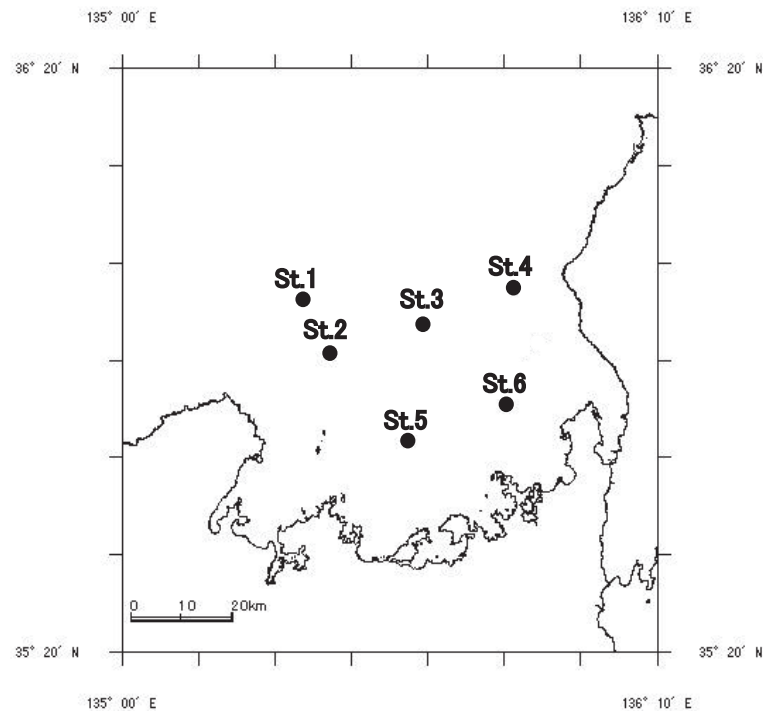 135° 00′ E
136° 10′ E
36° 20′ N
36° 20′ N
St.1
St.2
St.3
St.4
St.5
St.6
0 10 20km
35° 20′ N
35° 20′ N
135° 00′ E
136° 10′ E